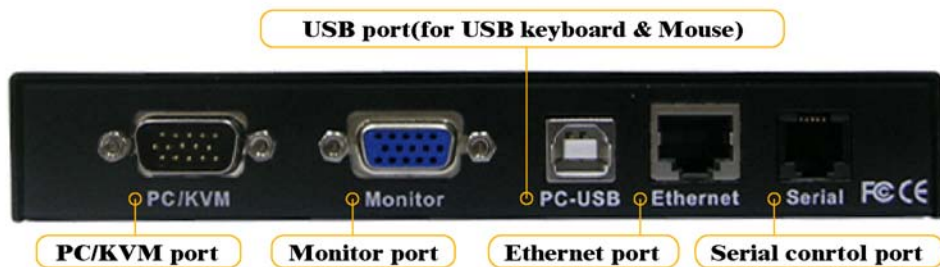 USB port(for USB keyboard & Mouse)
PC/KVM Monitor PC-USB Ethernet Serial FC CE
PC/KVM port Monitor port Ethernet port Serial conrtol port